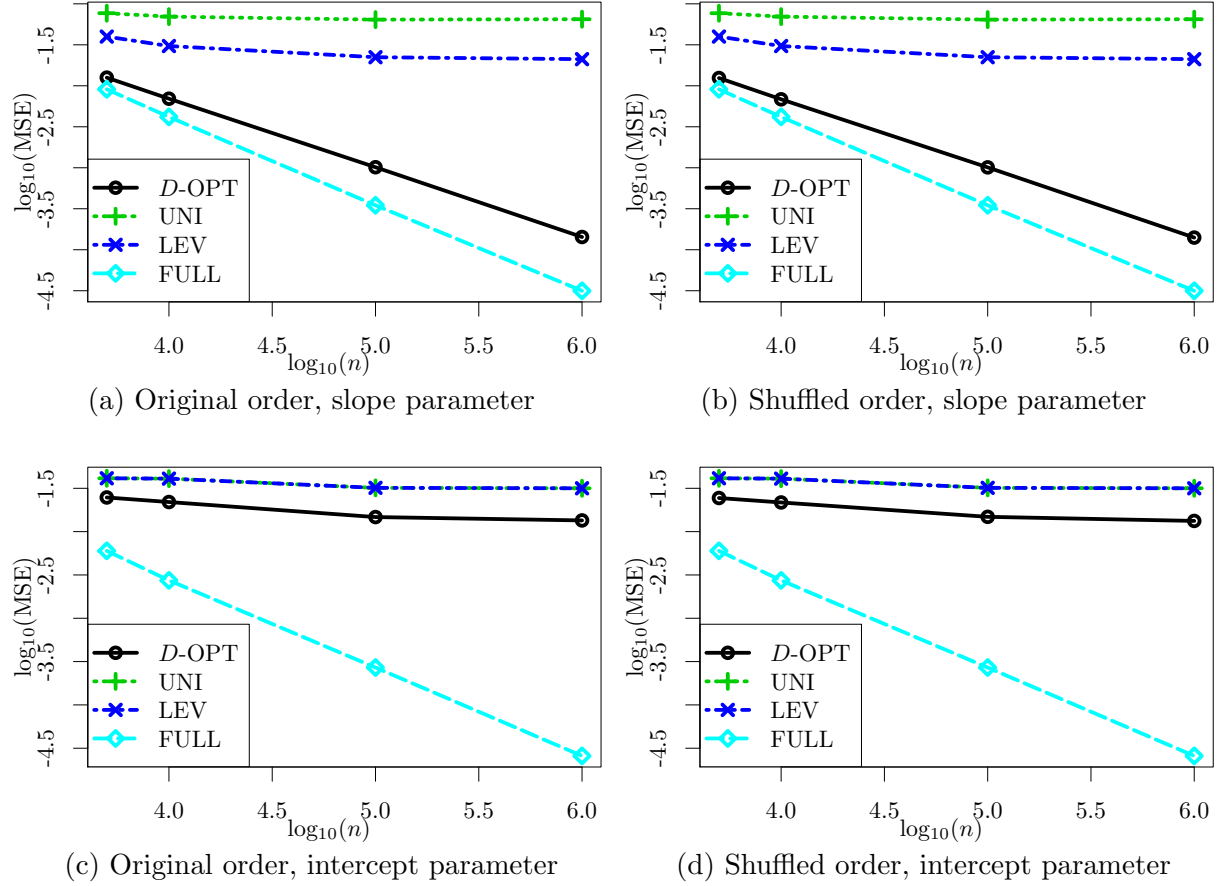 -1.5
-2.5
-3.5
-4.5
log10(MSE)
D-OPT
UNI
LEV
FULL
4.0 4.5 5.0 5.5 6.0
log10(n)
(a) Original order, slope parameter
-1.5
-2.5
-3.5
-4.5
log10(MSE)
D-OPT
UNI
LEV
FULL
4.0 4.5 5.0 5.5 6.0
log10(n)
(b) Shuffled order, slope parameter
-1.5
-2.5
-3.5
-4.5
log10(MSE)
D-OPT
UNI
LEV
FULL
4.0 4.5 5.0 5.5 6.0
log10(n)
(c) Original order, intercept parameter
-1.5
-2.5
-3.5
-4.5
log10(MSE)
D-OPT
UNI
LEV
FULL
4.0 4.5 5.0 5.5 6.0
log10(n)
(d) Shuffled order, intercept parameter